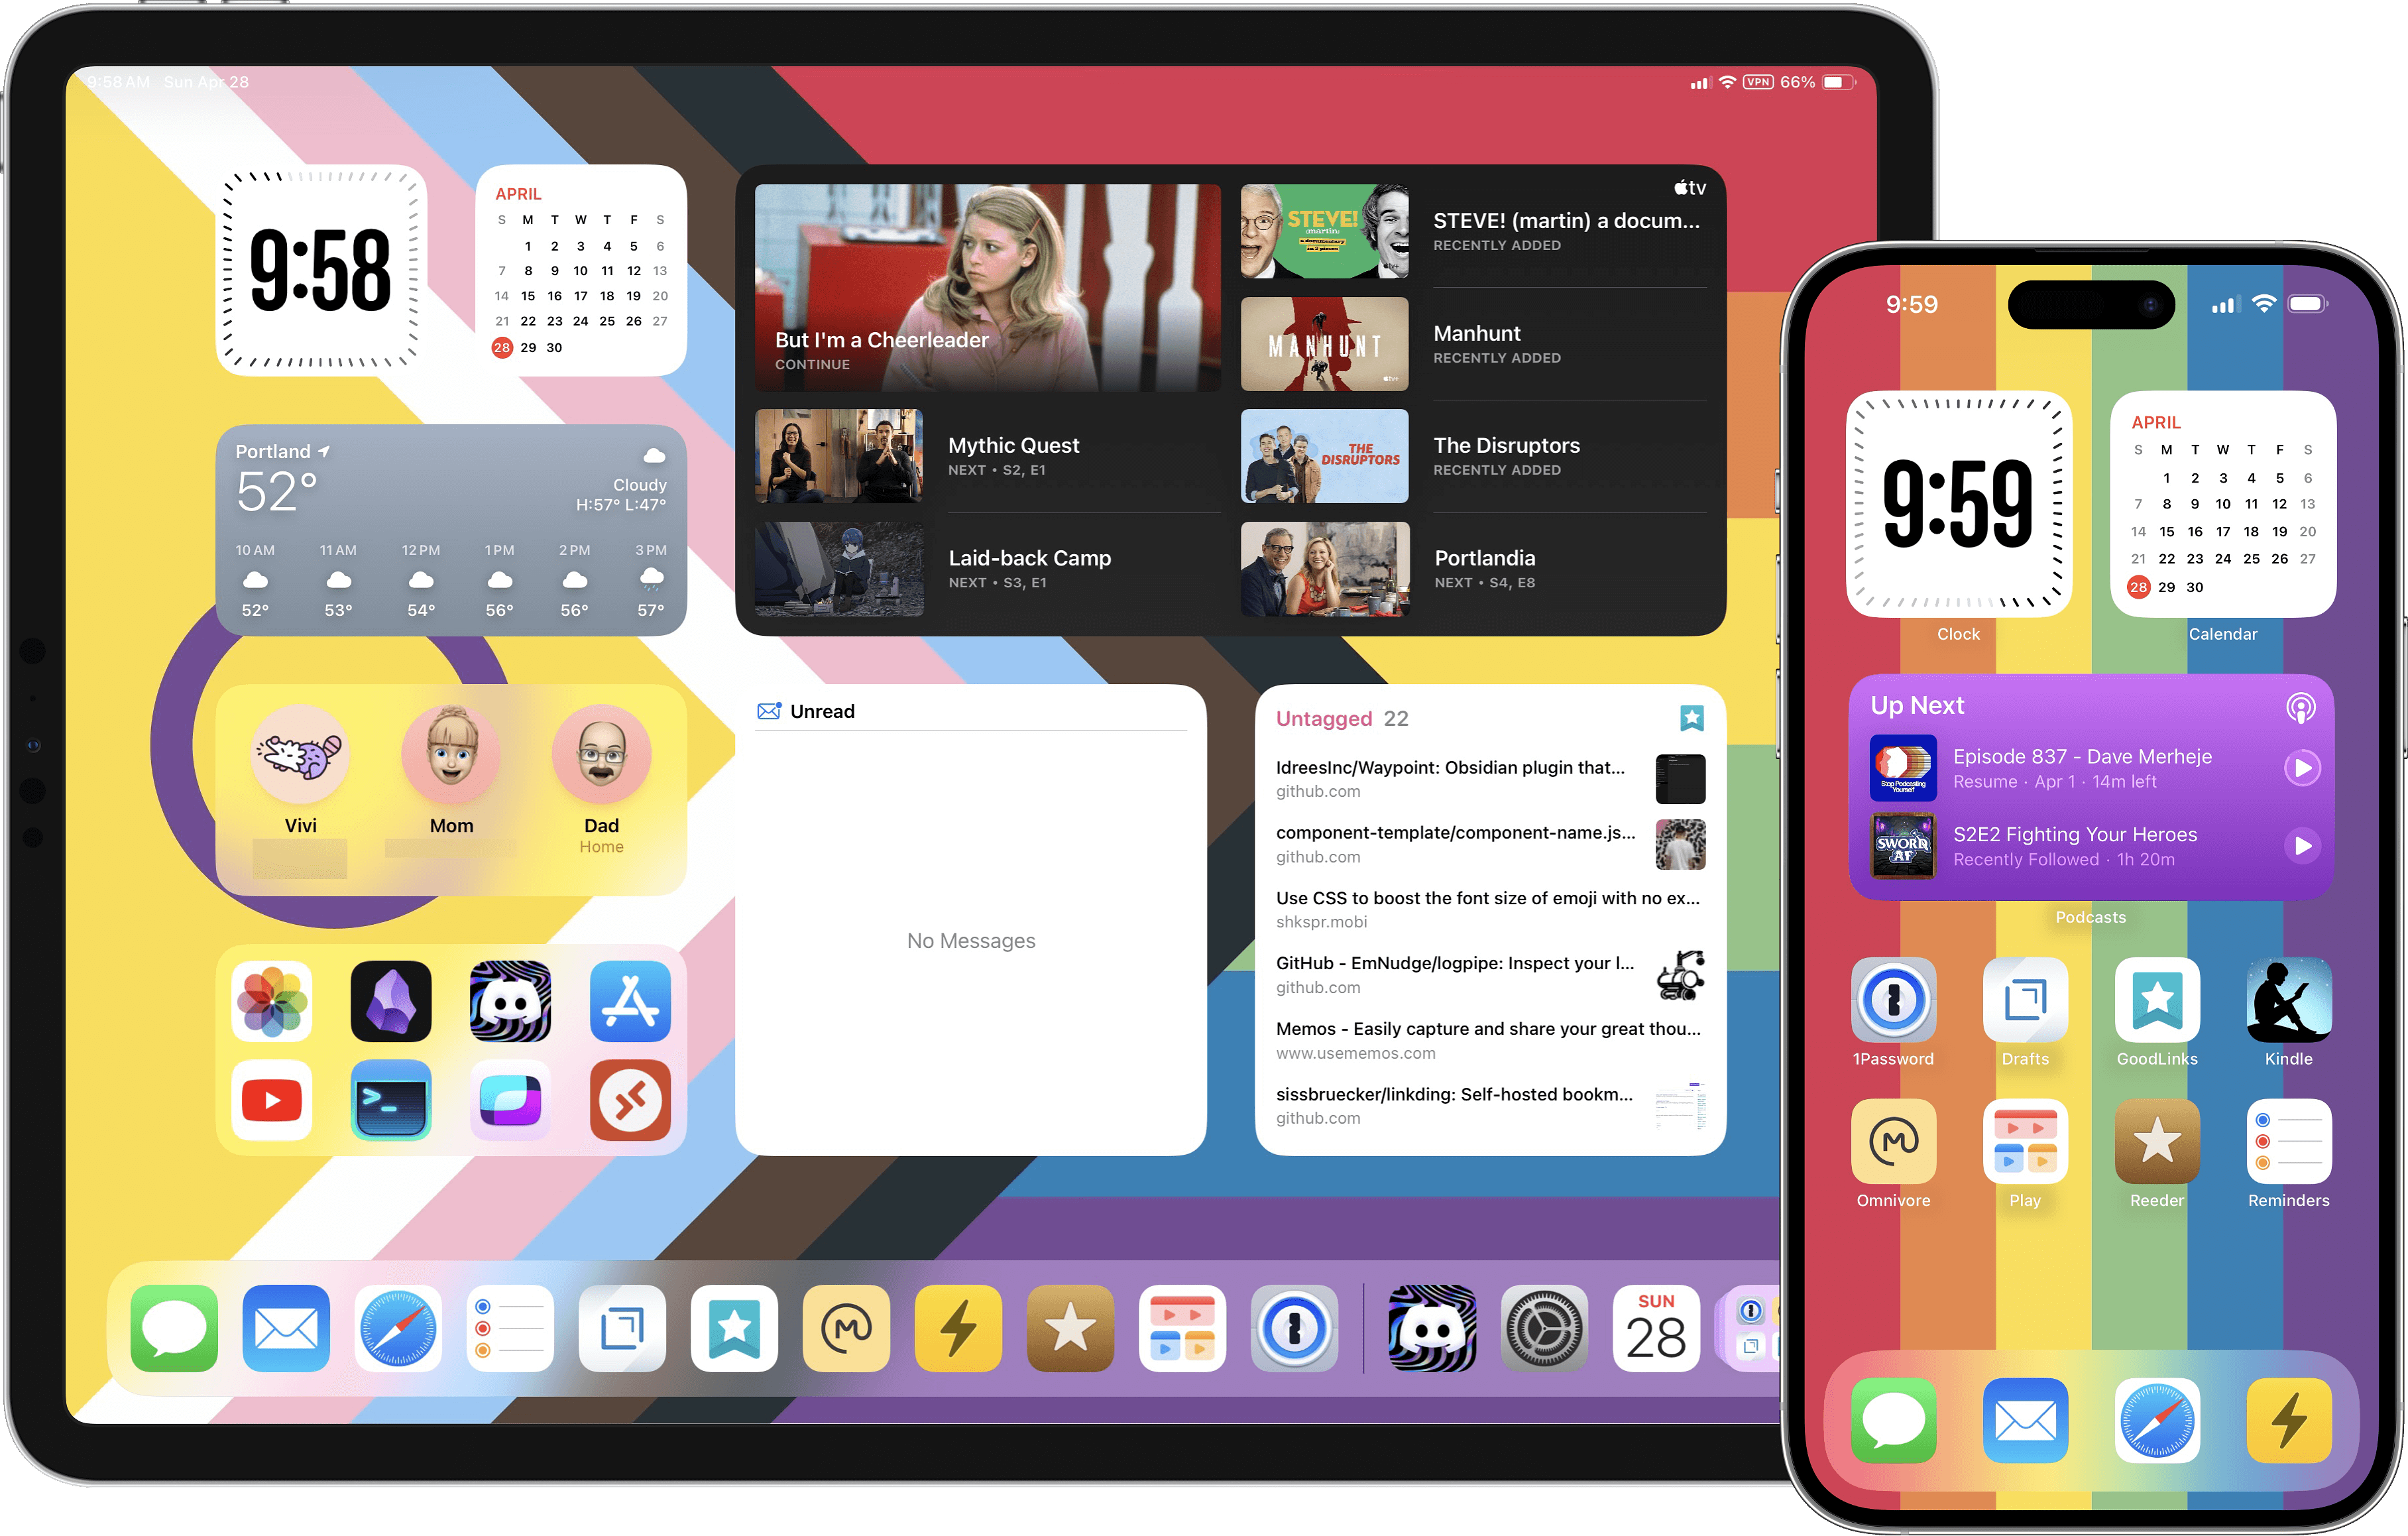 9:58 AM Sun Apr 28
VPN 66%
9:58
APRIL
S M T W T F S
1 2 3 4 5 6
7 8 9 10 11 12 13
14 15 16 17 18 19 20
21 22 23 24 25 26 27
28 29 30
tv
But I'm a Cheerleader
CONTINUE
STEVE!
(martin)
a documentary
in 2 pieces
STEVE! (martin) a docum...
RECENTLY ADDED
MANHUNT
Manhunt
RECENTLY ADDED
Mythic Quest
NEXT • S2, E1
THE
DISRUPTORS
The Disruptors
RECENTLY ADDED
Laid-back Camp
NEXT • S3, E1
Portlandia
NEXT • S4, E8
Portland
52°
Cloudy
H:57° L:47°
10 AM 11 AM 12 PM 1 PM 2 PM 3 PM
52° 53° 54° 56° 56° 57°
Vivi
Mom
Dad
Home
Unread
No Messages
Untagged 22
IdreesInc/Waypoint: Obsidian plugin that...
github.com
component-template/component-name.js...
github.com
Use CSS to boost the font size of emoji with no ex...
shkspr.mobi
GitHub - EmNudge/logpipe: Inspect your l...
github.com
Memos - Easily capture and share your great thou...
www.usememos.com
sissbruecker/linkding: Self-hosted bookm...
github.com
SUN
28
9:59
9:59
Clock
APRIL
S M T W T F S
1 2 3 4 5 6
7 8 9 10 11 12 13
14 15 16 17 18 19 20
21 22 23 24 25 26 27
28 29 30
Calendar
Up Next
Stop Podcasting
Yourself
Episode 837 - Dave Merheje
Resume · Apr 1 · 14m left
SWORD
AF
S2E2 Fighting Your Heroes
Recently Followed · 1h 20m
Podcasts
1Password Drafts GoodLinks Kindle
Omnivore Play Reeder Reminders